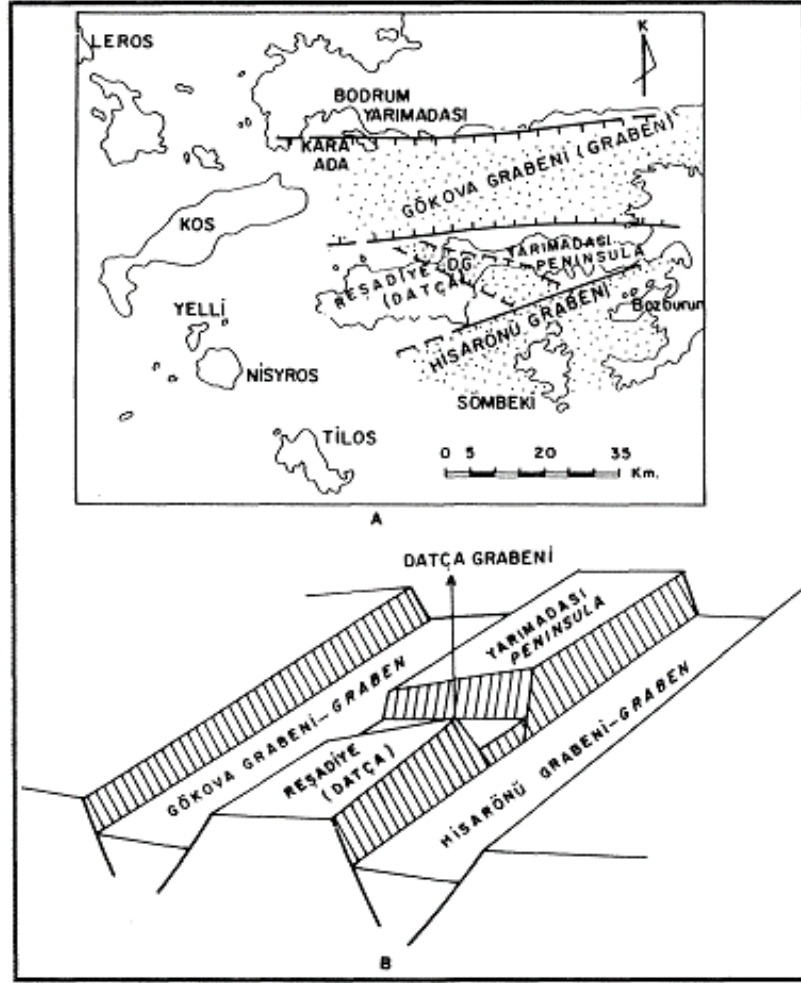 LEROS
K
BODRUM
YARIMADASI
KARA
ADA
GÖKOVA GRABENİ (GRABEN)
KOS
REŞADİYE
(DATÇA)
DG
YARIMADASI
PENINSULA
HİSARÖNÜ GRABENİ
Bozburun
YELLİ
NİSYROS
SÖMBEKİ
TİLOS
0 5 20 35
Km.
A
DATÇA GRABENİ
YARIMADASI
PENINSULA
GÖKOVA GRABENİ-GRABEN
REŞADİYE
(DATÇA)
HİSARÖNÜ GRABENİ-GRABEN
B